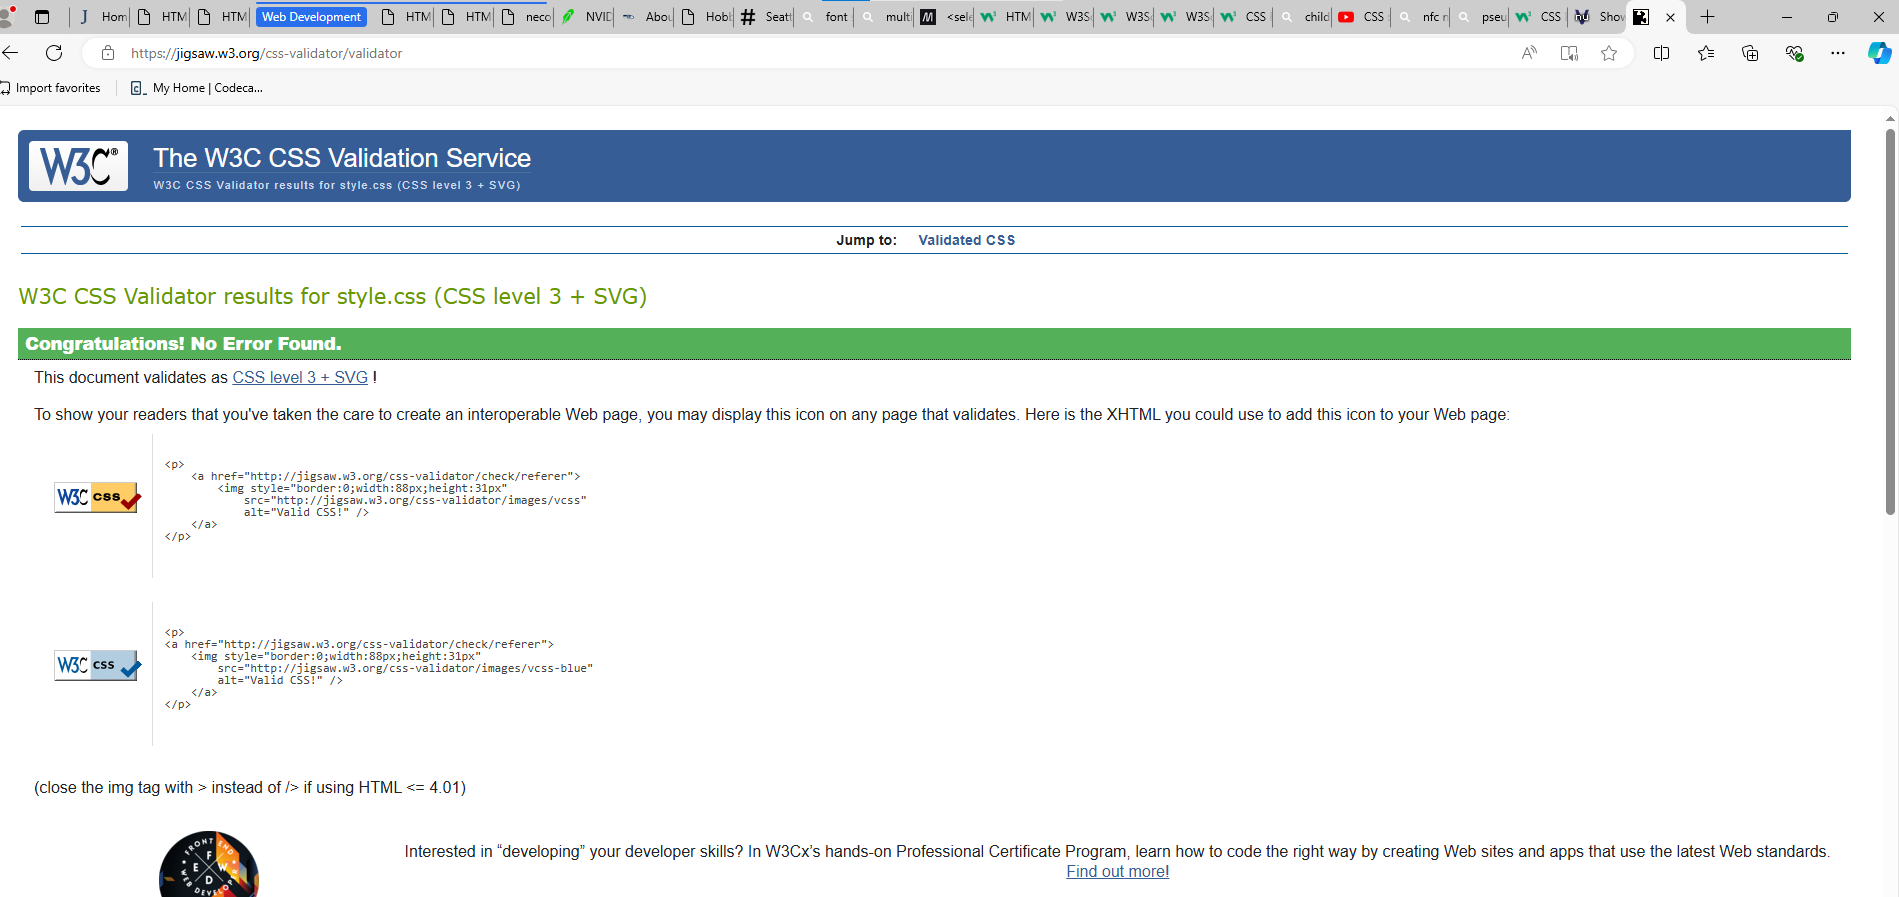 J Hom
HTM
HTM
Web Development
HTM
HTM
neco
NVID
Abou
Hobb
Seatt
font
multi
<sele
HTM
W3Sc
W3Sc
W3Sc
CSS
child
CSS
nfc n
pseu
CSS
Show
https://jigsaw.w3.org/css-validator/validator
Import favorites
My Home | Codeca...
W3C®
The W3C CSS Validation Service
W3C CSS Validator results for style.css (CSS level 3 + SVG)
Jump to: Validated CSS
W3C CSS Validator results for style.css (CSS level 3 + SVG)
Congratulations! No Error Found.
This document validates as CSS level 3 + SVG !
To show your readers that you've taken the care to create an interoperable Web page, you may display this icon on any page that validates. Here is the XHTML you could use to add this icon to your Web page:
W3C CSS
<p>
<a href="http://jigsaw.w3.org/css-validator/check/referer">
<img style="border:0;width:88px;height:31px"
src="http://jigsaw.w3.org/css-validator/images/vcss"
alt="Valid CSS!" />
</a>
</p>
W3C CSS
<p>
<a href="http://jigsaw.w3.org/css-validator/check/referer">
<img style="border:0;width:88px;height:31px"
src="http://jigsaw.w3.org/css-validator/images/vcss-blue"
alt="Valid CSS!" />
</a>
</p>
(close the img tag with > instead of /> if using HTML <= 4.01)
FRONT END
F
E W
D
WEB DEVELOP
Interested in “developing” your developer skills? In W3Cx’s hands-on Professional Certificate Program, learn how to code the right way by creating Web sites and apps that use the latest Web standards.
Find out more!